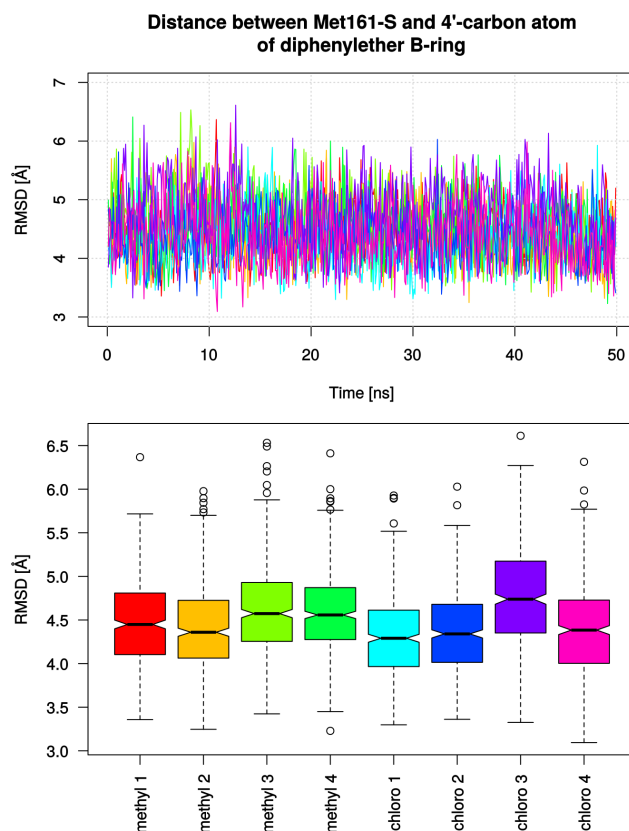 Distance between Met161-S and 4'-carbon atom
of diphenylether B-ring
RMSD [Å]
7
6
5
4
3
0
10
20
30
40
50
Time [ns]
RMSD [Å]
6.5
6.0
5.5
5.0
4.5
4.0
3.5
3.0
methyl 1
methyl 2
methyl 3
methyl 4
chloro 1
chloro 2
chloro 3
chloro 4